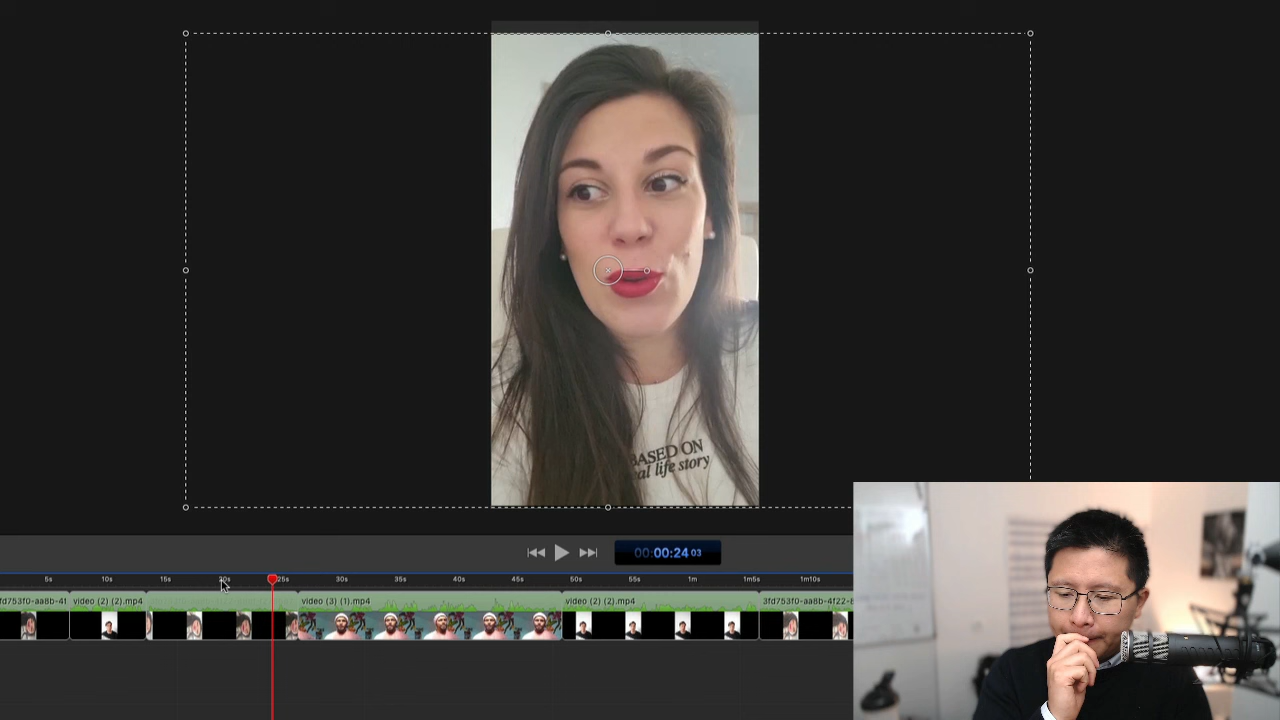 BASED ON
al life story
00:00:24 03
5s 10s 15s 20s 25s 30s 35s 40s 45s 50s 55s 1m 1m5s 1m10s
fd753f0-aa8b-41 video (2) (2).mp4 video (3) (1).mp4 video (2) (2).mp4 3fd753f0-aa8b-4f22-b